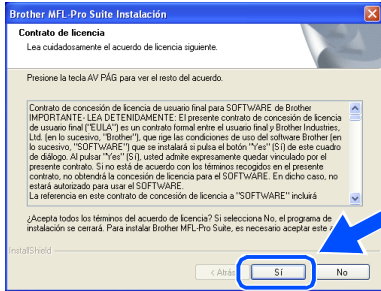 Brother MFL-Pro Suite Instalación
Contrato de licencia
Lea cuidadosamente el acuerdo de licencia siguiente.
Presione la tecla AV PÁG para ver el resto del acuerdo.
Contrato de concesión de licencia de usuario final para SOFTWARE de Brother
IMPORTANTE - LEA DETENIDAMENTE: El presente contrato de concesión de licencia
de usuario final ("EULA") es un contrato formal entre el usuario final y Brother Industries,
Ltd. (en lo sucesivo, "Brother"), que rige las condiciones de uso del software Brother (en
lo sucesivo, "SOFTWARE") que se instalará si pulsa el botón "Yes" (Sí) de este cuadro
de diálogo. Al pulsar "Yes" (Sí), usted admite expresamente quedar vinculado por el
presente contrato. Si no está de acuerdo con los términos recogidos en el presente
contrato, no obtendrá la concesión de licencia para el SOFTWARE. En dicho caso, no
estará autorizado para usar el SOFTWARE.
La referencia en este contrato de concesión de licencia a "SOFTWARE" incluirá
¿Acepta todos los términos del acuerdo de licencia? Si selecciona No, el programa de
instalación se cerrará. Para instalar Brother MFL-Pro Suite, es necesario aceptar este
InstallShield
< Atrás Sí No